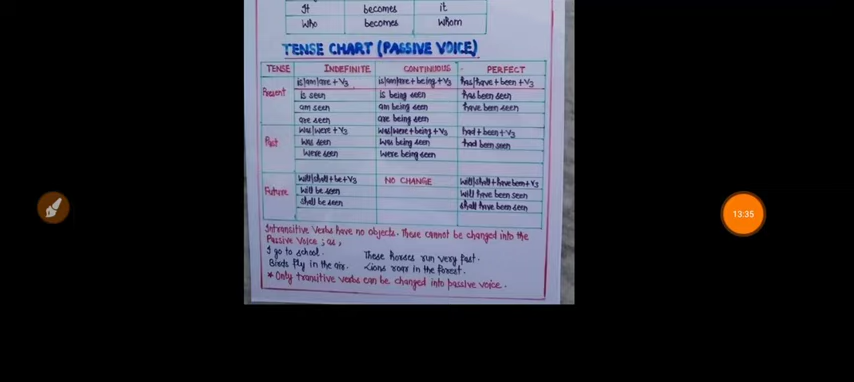 It becomes it
Who becomes whom
TENSE CHART (PASSIVE VOICE)
TENSE INDEFINITE CONTINUOUS PERFECT
Present is/am/are + V3 is/am/are + being + V3 has/have + been + V3
is seen is being seen has been seen
am seen am being seen have been seen
are seen are being seen
Past was/were + V3 was/were + being + V3 had + been + V3
was seen was being seen had been seen
were seen were being seen
Future will/shall + be + V3 NO CHANGE will/shall + have been + V3
will be seen will have been seen
shall be seen shall have been seen
Intransitive verbs have no objects. These cannot be changed into the
Passive Voice ; as,
I go to school. These horses run very fast.
Birds fly in the air. Lions roar in the forest.
* Only transitive verbs can be changed into passive voice.
13:35